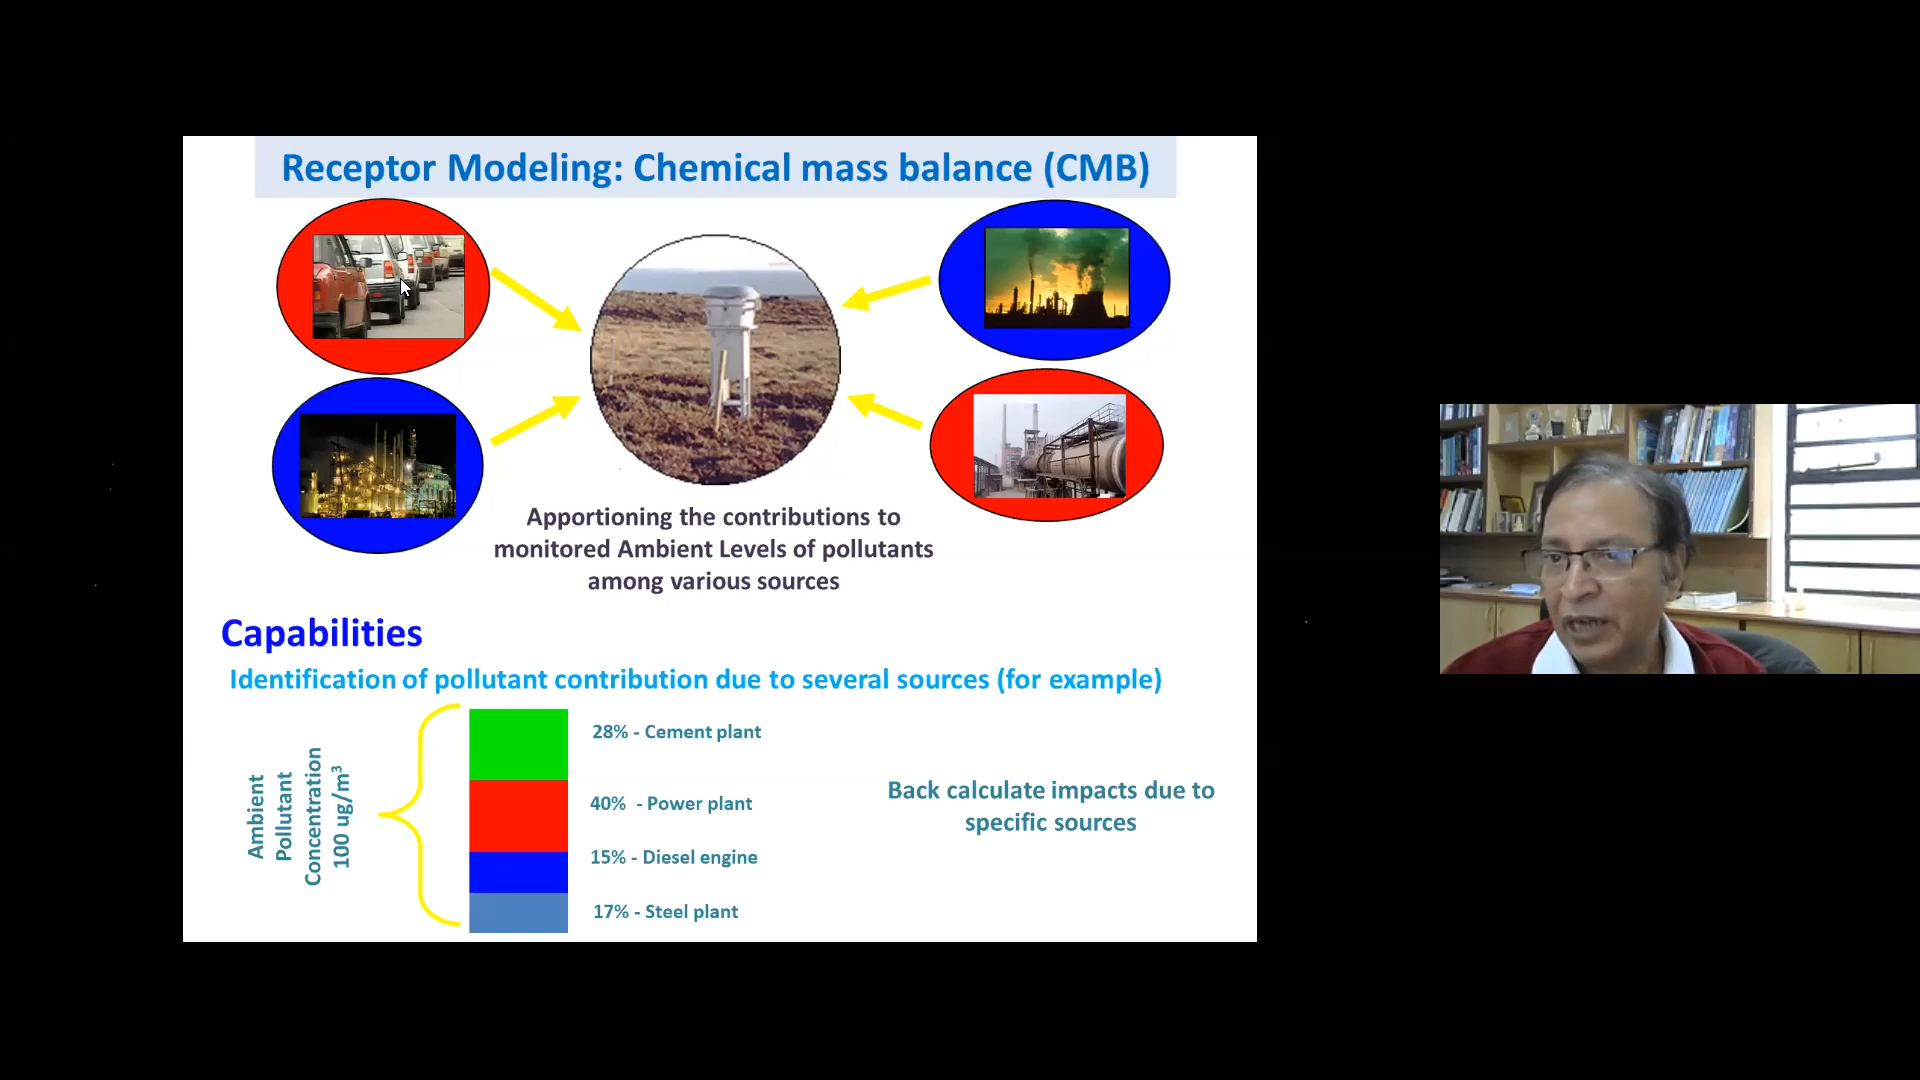 Receptor Modeling: Chemical mass balance (CMB)
Apportioning the contributions to
monitored Ambient Levels of pollutants
among various sources
Capabilities
Identification of pollutant contribution due to several sources (for example)
Ambient
Pollutant
Concentration
100 ug/m³
28% - Cement plant
40% - Power plant
15% - Diesel engine
17% - Steel plant
Back calculate impacts due to
specific sources